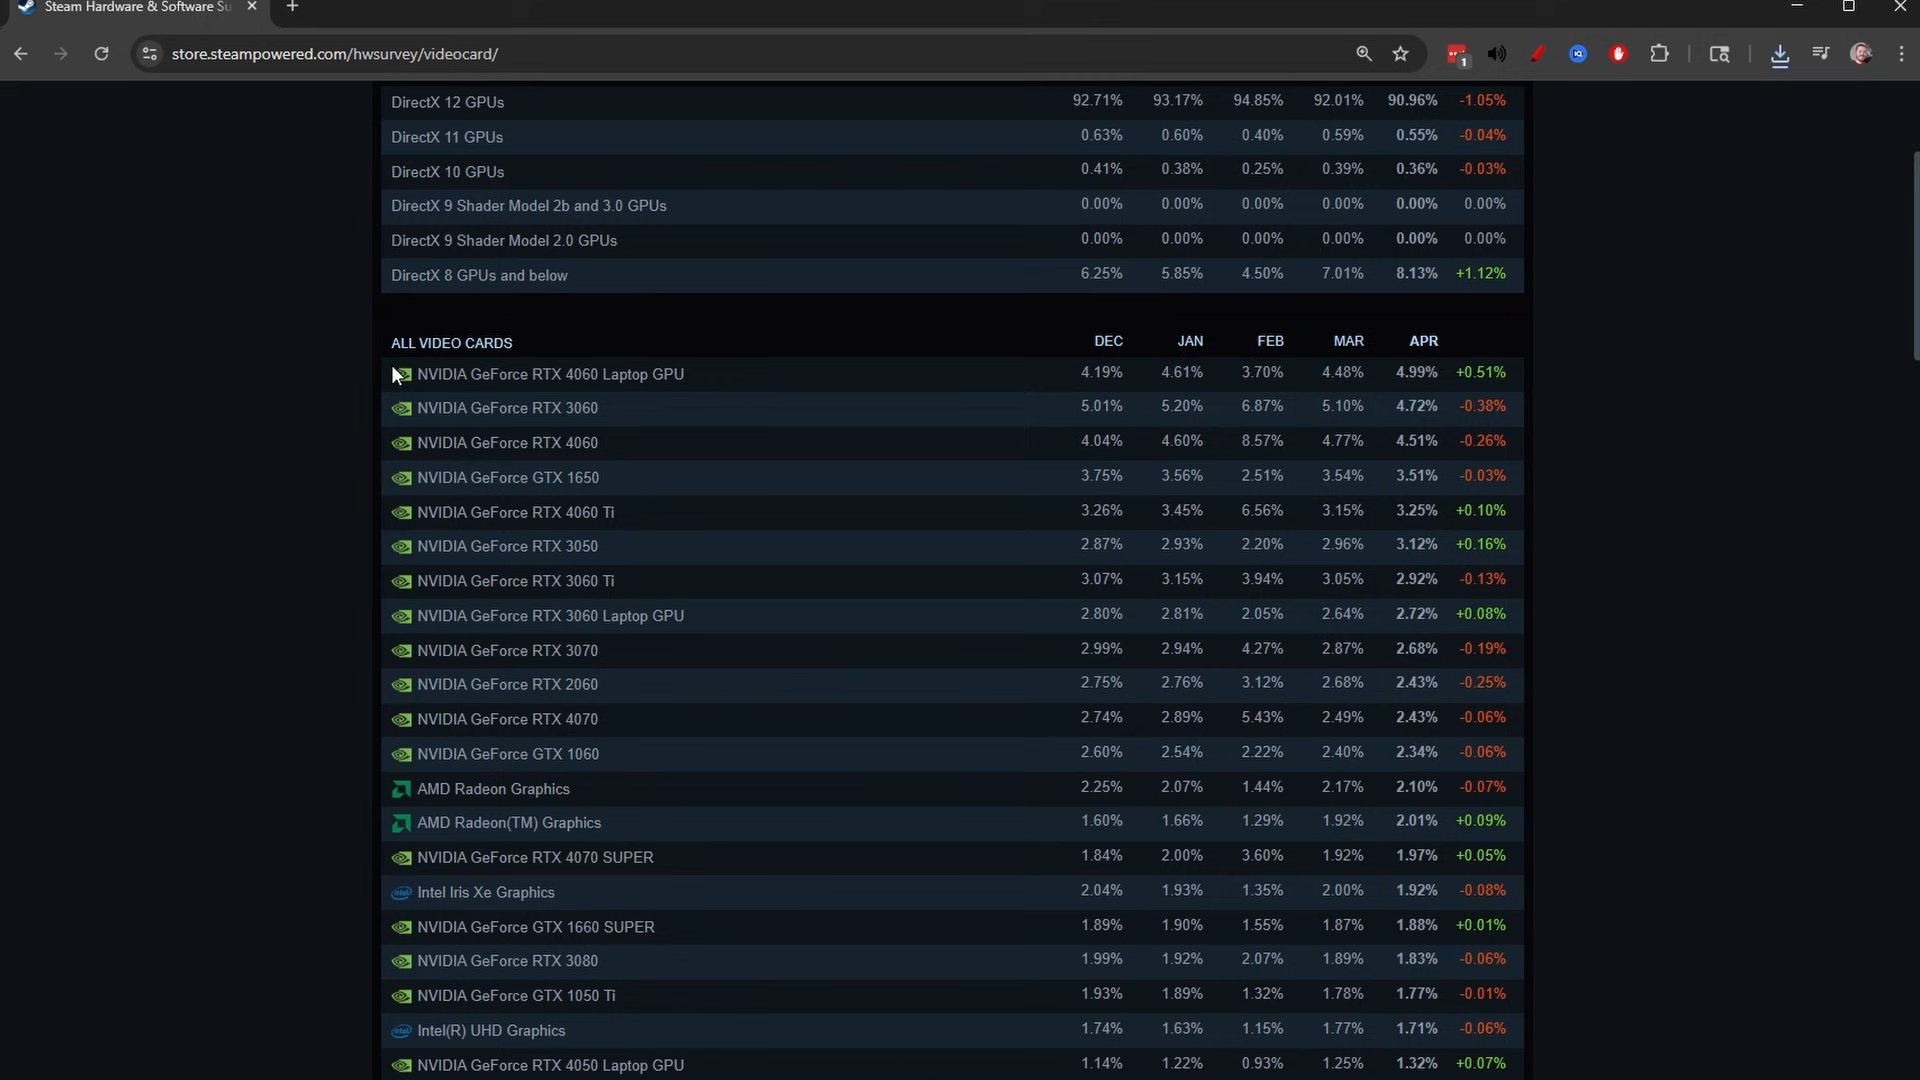 Steam Hardware & Software Su
store.steampowered.com/hwsurvey/videocard/
1
DirectX 12 GPUs 92.71% 93.17% 94.85% 92.01% 90.96% -1.05%
DirectX 11 GPUs 0.63% 0.60% 0.40% 0.59% 0.55% -0.04%
DirectX 10 GPUs 0.41% 0.38% 0.25% 0.39% 0.36% -0.03%
DirectX 9 Shader Model 2b and 3.0 GPUs 0.00% 0.00% 0.00% 0.00% 0.00% 0.00%
DirectX 9 Shader Model 2.0 GPUs 0.00% 0.00% 0.00% 0.00% 0.00% 0.00%
DirectX 8 GPUs and below 6.25% 5.85% 4.50% 7.01% 8.13% +1.12%
ALL VIDEO CARDS DEC JAN FEB MAR APR
NVIDIA GeForce RTX 4060 Laptop GPU 4.19% 4.61% 3.70% 4.48% 4.99% +0.51%
NVIDIA GeForce RTX 3060 5.01% 5.20% 6.87% 5.10% 4.72% -0.38%
NVIDIA GeForce RTX 4060 4.04% 4.60% 8.57% 4.77% 4.51% -0.26%
NVIDIA GeForce GTX 1650 3.75% 3.56% 2.51% 3.54% 3.51% -0.03%
NVIDIA GeForce RTX 4060 Ti 3.26% 3.45% 6.56% 3.15% 3.25% +0.10%
NVIDIA GeForce RTX 3050 2.87% 2.93% 2.20% 2.96% 3.12% +0.16%
NVIDIA GeForce RTX 3060 Ti 3.07% 3.15% 3.94% 3.05% 2.92% -0.13%
NVIDIA GeForce RTX 3060 Laptop GPU 2.80% 2.81% 2.05% 2.64% 2.72% +0.08%
NVIDIA GeForce RTX 3070 2.99% 2.94% 4.27% 2.87% 2.68% -0.19%
NVIDIA GeForce RTX 2060 2.75% 2.76% 3.12% 2.68% 2.43% -0.25%
NVIDIA GeForce RTX 4070 2.74% 2.89% 5.43% 2.49% 2.43% -0.06%
NVIDIA GeForce GTX 1060 2.60% 2.54% 2.22% 2.40% 2.34% -0.06%
AMD Radeon Graphics 2.25% 2.07% 1.44% 2.17% 2.10% -0.07%
AMD Radeon(TM) Graphics 1.60% 1.66% 1.29% 1.92% 2.01% +0.09%
NVIDIA GeForce RTX 4070 SUPER 1.84% 2.00% 3.60% 1.92% 1.97% +0.05%
intel Intel Iris Xe Graphics 2.04% 1.93% 1.35% 2.00% 1.92% -0.08%
NVIDIA GeForce GTX 1660 SUPER 1.89% 1.90% 1.55% 1.87% 1.88% +0.01%
NVIDIA GeForce RTX 3080 1.99% 1.92% 2.07% 1.89% 1.83% -0.06%
NVIDIA GeForce GTX 1050 Ti 1.93% 1.89% 1.32% 1.78% 1.77% -0.01%
intel Intel(R) UHD Graphics 1.74% 1.63% 1.15% 1.77% 1.71% -0.06%
NVIDIA GeForce RTX 4050 Laptop GPU 1.14% 1.22% 0.93% 1.25% 1.32% +0.07%